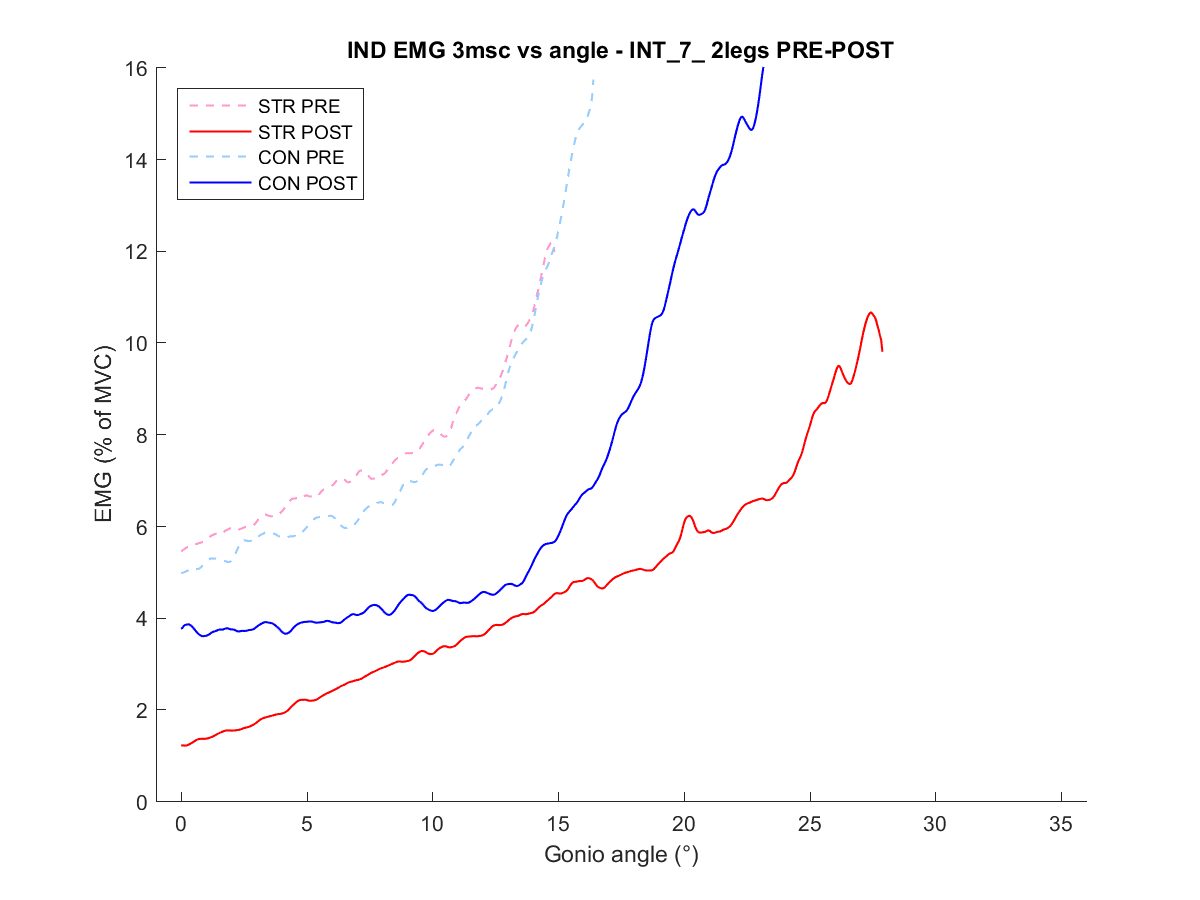 IND EMG 3msc vs angle - INT_7_ 2legs PRE-POST
STR PRE
STR POST
CON PRE
CON POST
EMG (% of MVC)
16
14
12
10
8
6
4
2
0
0 5 10 15 20 25 30 35
Gonio angle (°)